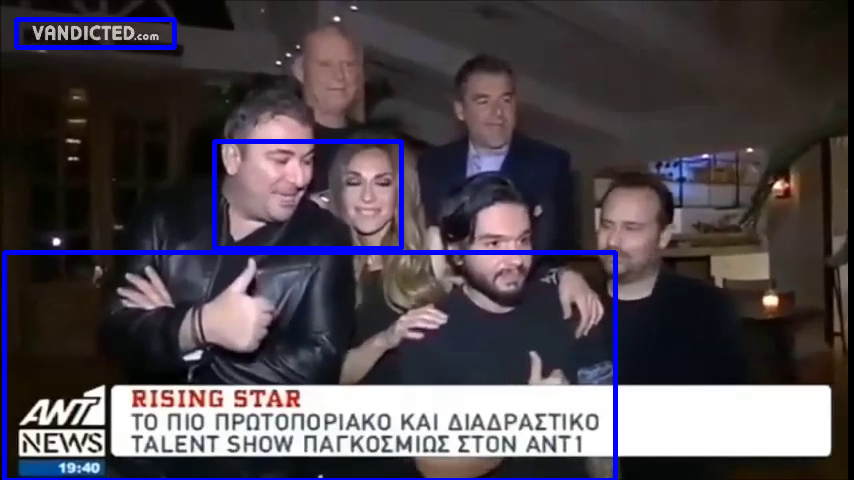 VANDICTED.com
RISING STAR
ΤΟ ΠΙΟ ΠΡΩΤΟΠΟΡΙΑΚΟ ΚΑΙ ΔΙΑΔΡΑΣΤΙΚΟ
TALENT SHOW ΠΑΓΚΟΣΜΙΩΣ ΣΤΟΝ ΑΝΤ1
ANT1
NEWS
19:40